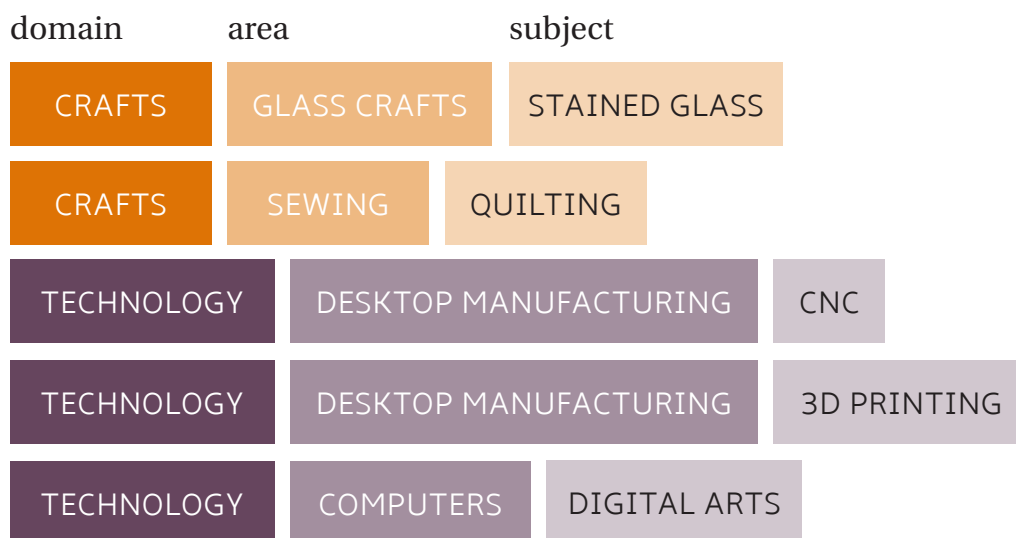 domain area subject
CRAFTS GLASS CRAFTS STAINED GLASS
CRAFTS SEWING QUILTING
TECHNOLOGY DESKTOP MANUFACTURING CNC
TECHNOLOGY DESKTOP MANUFACTURING 3D PRINTING
TECHNOLOGY COMPUTERS DIGITAL ARTS